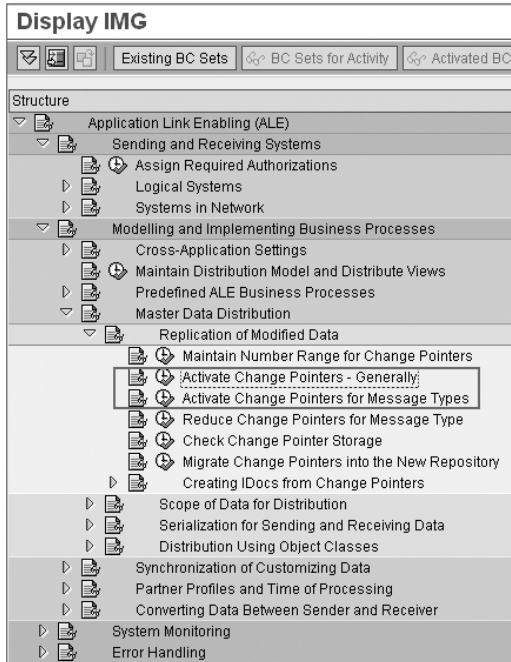 Display IMG
Existing BC Sets BC Sets for Activity Activated BC
Structure
Application Link Enabling (ALE)
Sending and Receiving Systems
Assign Required Authorizations
Logical Systems
Systems in Network
Modelling and Implementing Business Processes
Cross-Application Settings
Maintain Distribution Model and Distribute Views
Predefined ALE Business Processes
Master Data Distribution
Replication of Modified Data
Maintain Number Range for Change Pointers
Activate Change Pointers - Generally
Activate Change Pointers for Message Types
Reduce Change Pointers for Message Type
Check Change Pointer Storage
Migrate Change Pointers into the New Repository
Creating IDocs from Change Pointers
Scope of Data for Distribution
Serialization for Sending and Receiving Data
Distribution Using Object Classes
Synchronization of Customizing Data
Partner Profiles and Time of Processing
Converting Data Between Sender and Receiver
System Monitoring
Error Handling